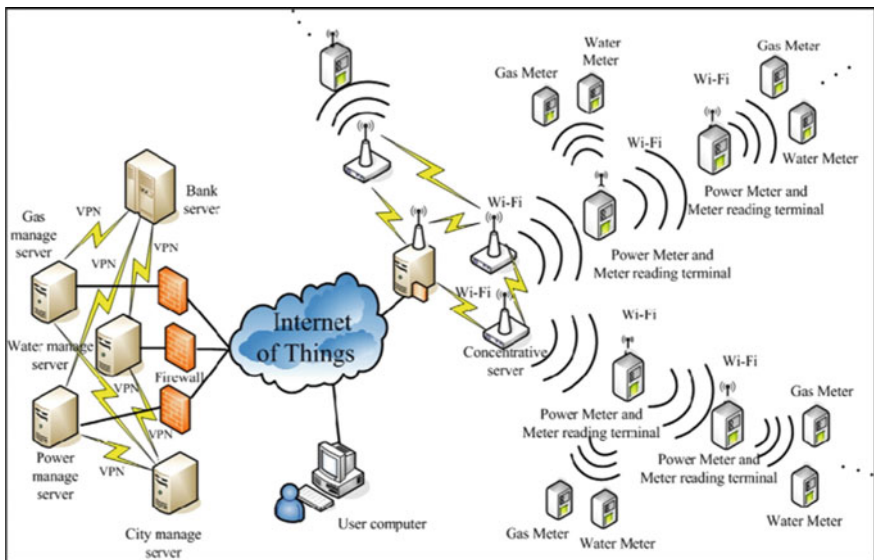 Water
Meter
Gas Meter
Gas Meter
Wi-Fi
Water Meter
Wi-Fi
Power Meter and
Meter reading terminal
Bank
server
VPN
Gas
manage
server
VPN
VPN
Wi-Fi
Power Meter and
Meter reading terminal
Wi-Fi
Internet
of Things
Water manage
server
Firewall
Concentrative
server
Wi-Fi
Wi-Fi
VPN
Gas Meter
Power Meter and
Meter reading terminal
Power
manage
server
VPN
Power Meter and
Meter reading terminal
City manage
server
User computer
Gas Meter
Water Meter
Water Meter